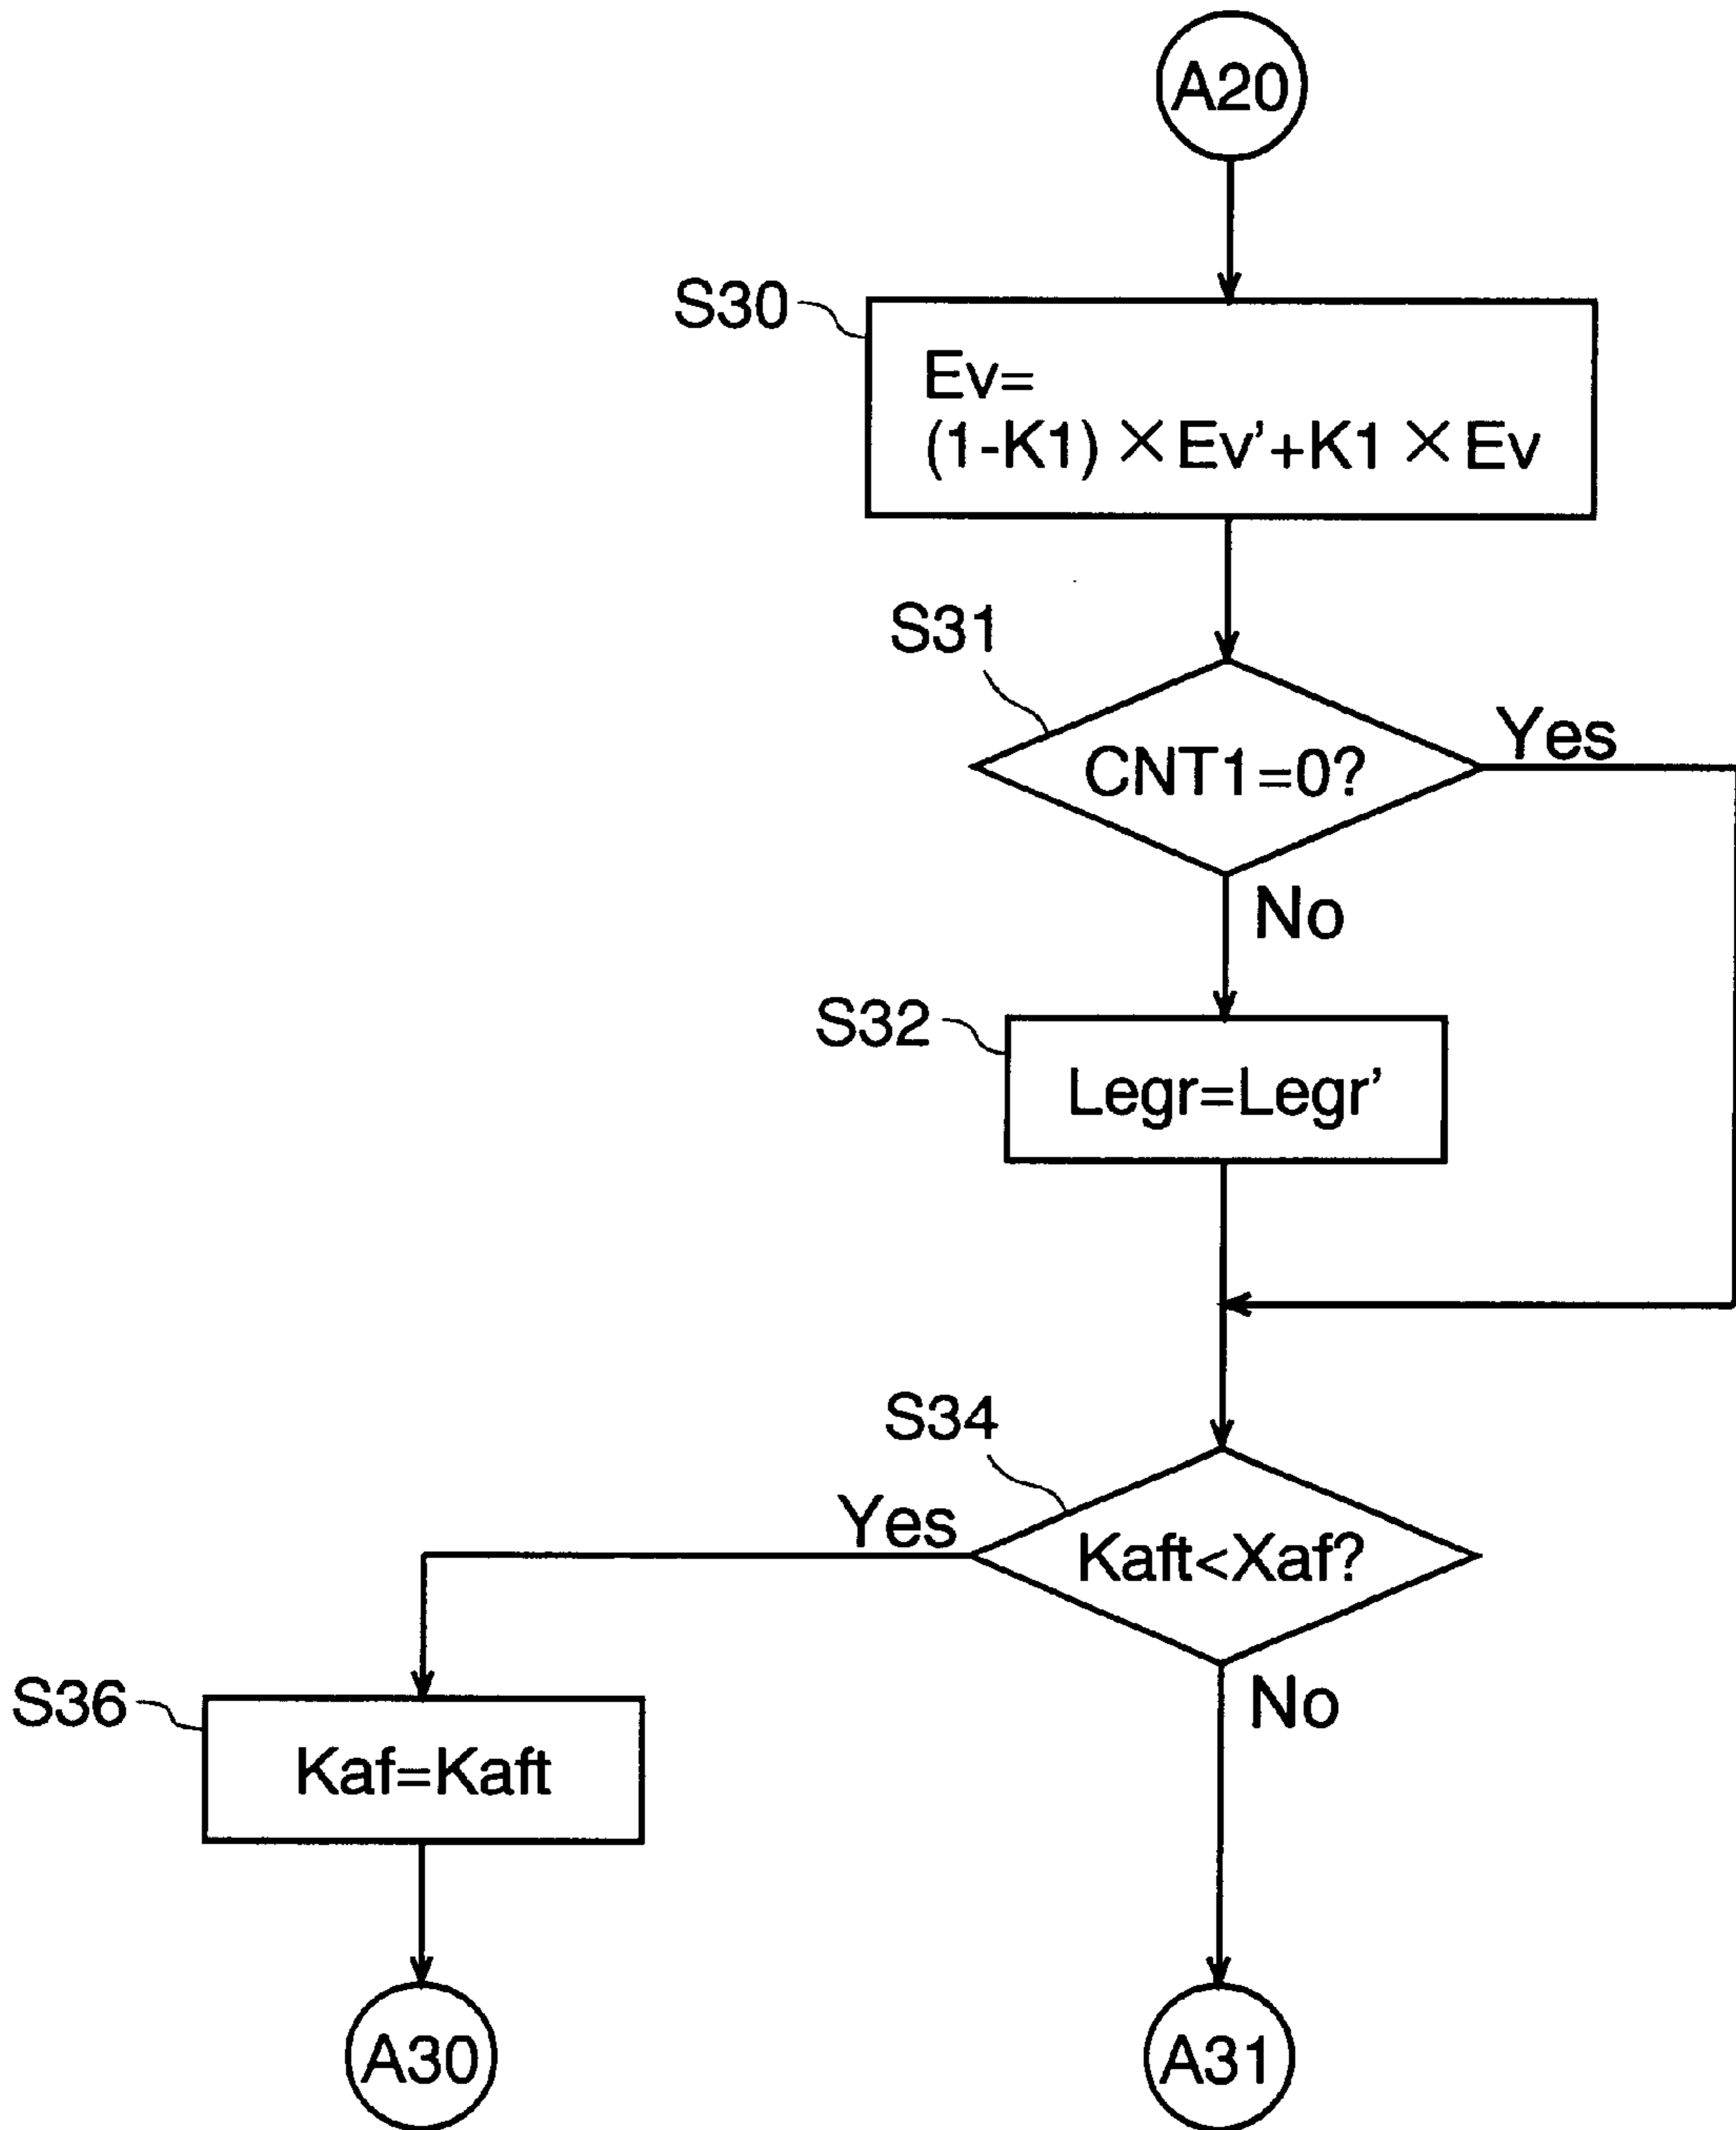 A20
S30
Ev=
(1-K1) × Ev'+K1 × Ev
S31
CNT1=0?
Yes
No
S32
Legr=Legr'
S34
Yes
Kaft<Xaf?
No
S36
Kaf=Kaft
A30
A31